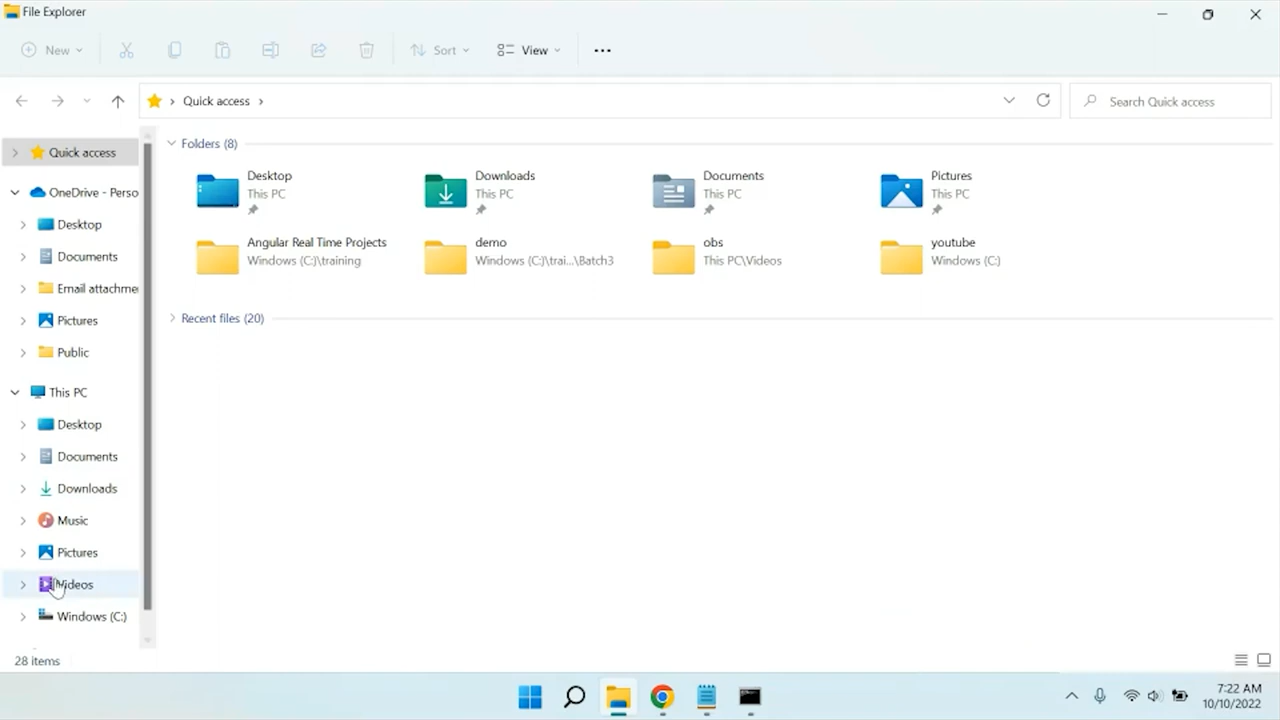 File Explorer
New
Sort
View
Quick access
Search Quick access
Quick access
OneDrive - Perso
Desktop
Documents
Email attachme
Pictures
Public
This PC
Desktop
Documents
Downloads
Music
Pictures
Videos
Windows (C:)
Folders (8)
Desktop
This PC
Downloads
This PC
Documents
This PC
Pictures
This PC
Angular Real Time Projects
Windows (C:)\training
demo
Windows (C:)\trai...\Batch3
obs
This PC\Videos
youtube
Windows (C:)
Recent files (20)
28 items
7:22 AM
10/10/2022